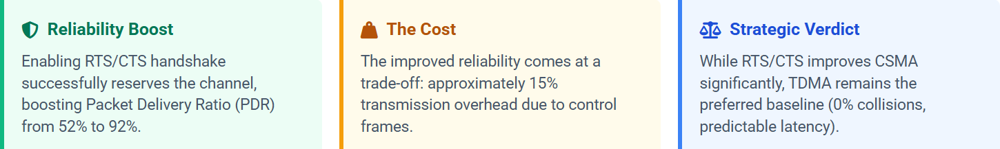 Reliability Boost
Enabling RTS/CTS handshake
successfully reserves the channel,
boosting Packet Delivery Ratio (PDR)
from 52% to 92%.
The Cost
The improved reliability comes at a
trade-off: approximately 15%
transmission overhead due to control
frames.
Strategic Verdict
While RTS/CTS improves CSMA
significantly, TDMA remains the
preferred baseline (0% collisions,
predictable latency).